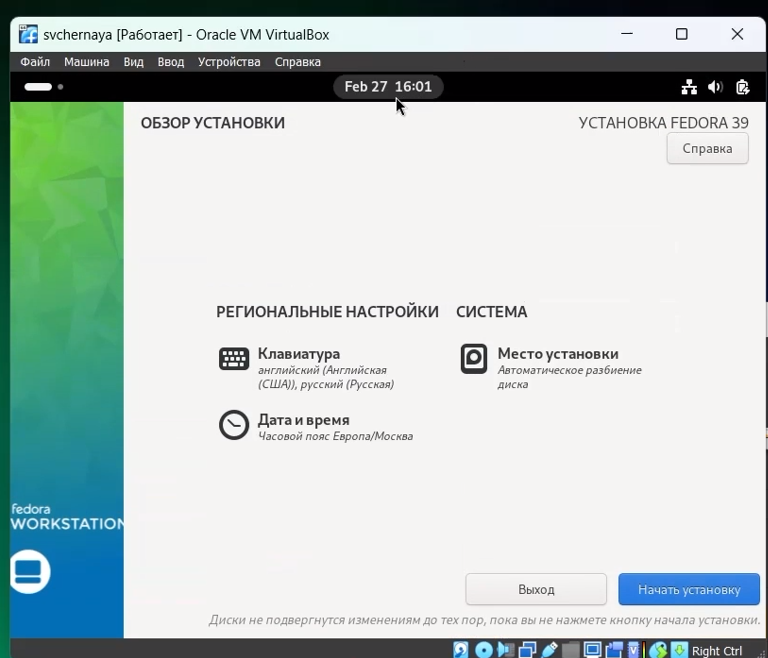 svchernaya [Работает] - Oracle VM VirtualBox
Файл Машина Вид Ввод Устройства Справка
Feb 27 16:01
ОБЗОР УСТАНОВКИ
УСТАНОВКА FEDORA 39
Справка
РЕГИОНАЛЬНЫЕ НАСТРОЙКИ
Клавиатура
английский (Английская
(США)), русский (Русская)
Дата и время
Часовой пояс Европа/Москва
СИСТЕМА
Место установки
Автоматическое разбиение
диска
fedora
WORKSTATION
Выход
Начать установку
Диски не подвергнутся изменениям до тех пор, пока вы не нажмете кнопку начала установки.
Right Ctrl